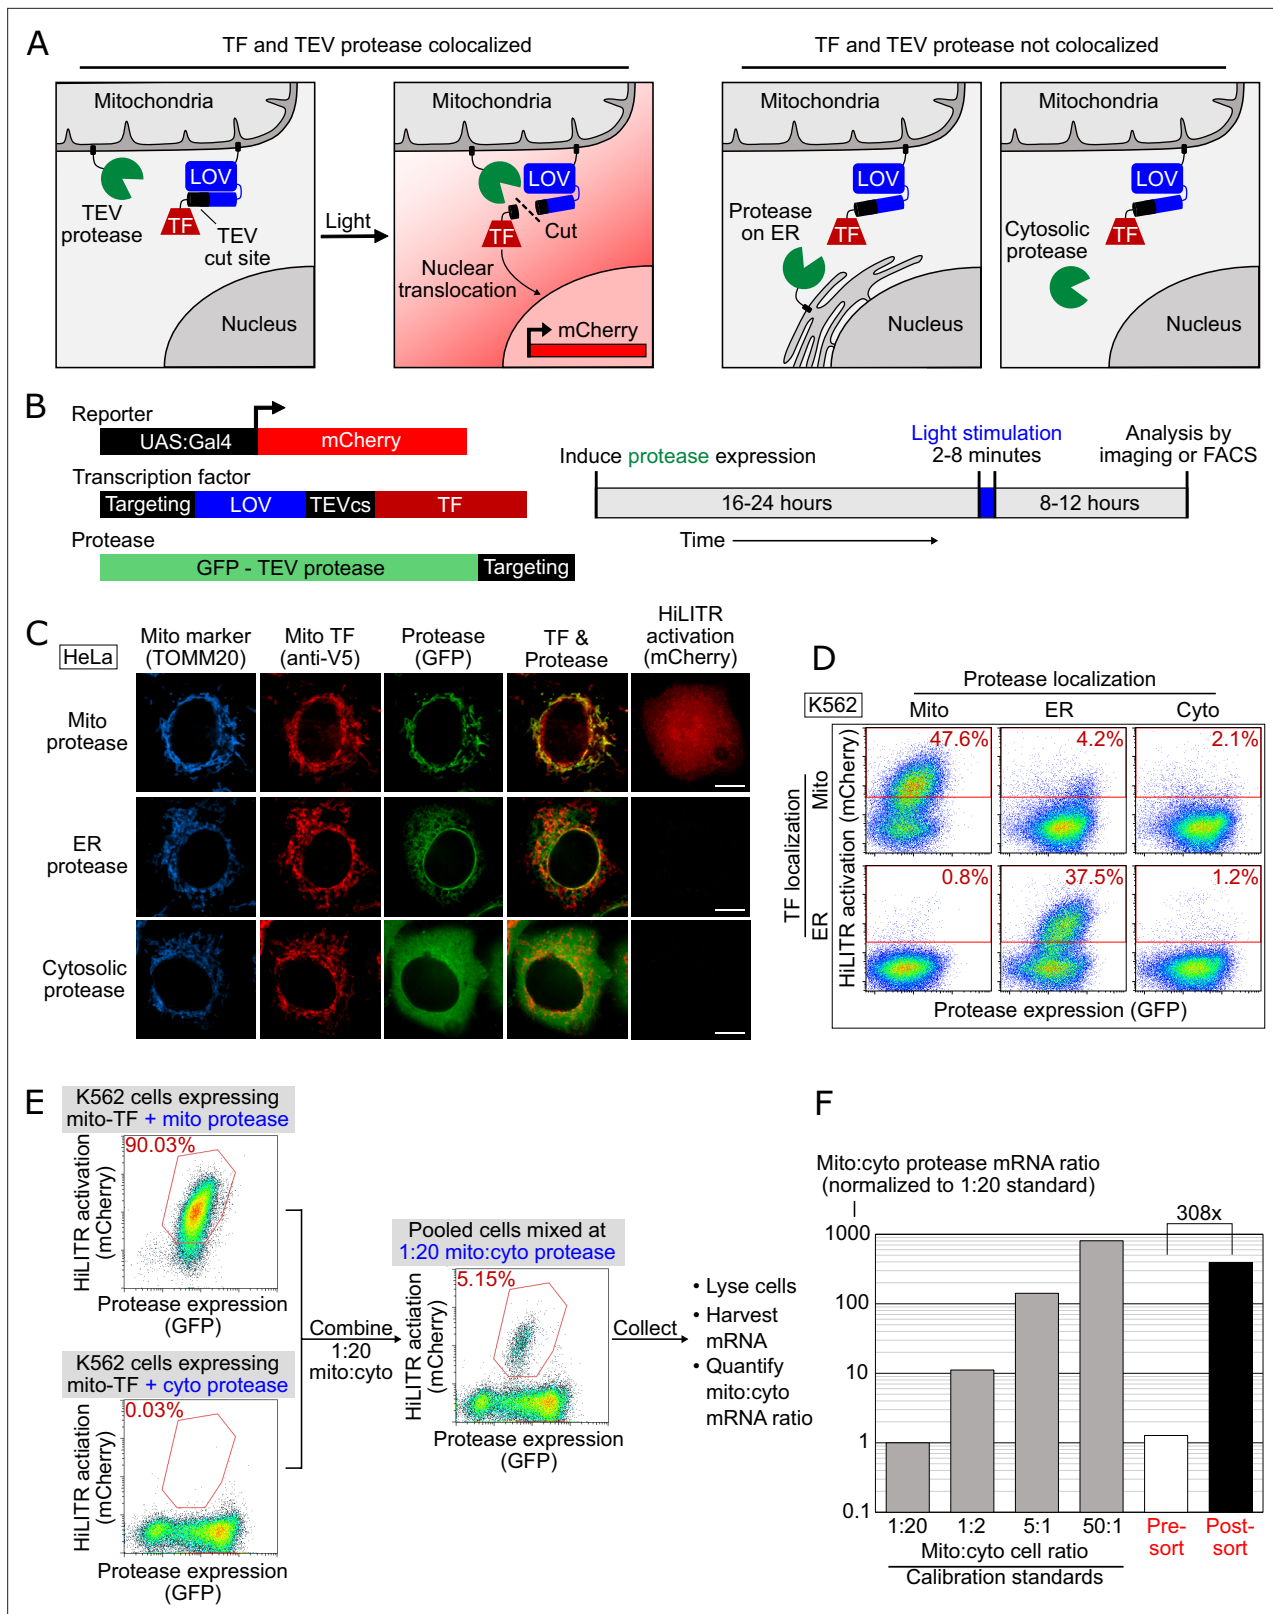 A
TF and TEV protease colocalized
TF and TEV protease not colocalized
Mitochondria
LOV
TEV
protease
TF
TEV
cut site
Nucleus
Light
Mitochondria
LOV
TF
Cut
Nuclear
translocation
mCherry
Mitochondria
LOV
TF
Protease
on ER
Nucleus
Mitochondria
LOV
TF
Cytosolic
protease
Nucleus
B
Reporter
UAS:Gal4
mCherry
Transcription factor
Targeting
LOV
TEVcs
TF
Protease
GFP - TEV protease
Targeting
Induce protease expression
Light stimulation
2-8 minutes
Analysis by
imaging or FACS
16-24 hours
8-12 hours
Time
C
HeLa
Mito marker
(TOMM20)
Mito TF
(anti-V5)
Protease
(GFP)
TF &
Protease
HiLITR
activation
(mCherry)
Mito
protease
ER
protease
Cytosolic
protease
D
K562
Protease localization
Mito
ER
Cyto
TF localization
Mito
ER
HiLITR activation (mCherry)
47.6%
4.2%
2.1%
0.8%
37.5%
1.2%
Protease expression (GFP)
E
K562 cells expressing
mito-TF + mito protease
90.03%
HiLITR activation
(mCherry)
Protease expression
(GFP)
K562 cells expressing
mito-TF + cyto protease
0.03%
HiLITR activation
(mCherry)
Protease expression
(GFP)
Combine
1:20
mito:cyto
Pooled cells mixed at
1:20 mito:cyto protease
5.15%
HiLITR actiation
(mCherry)
Protease expression
(GFP)
Collect
• Lyse cells
• Harvest
mRNA
• Quantify
mito:cyto
mRNA ratio
F
Mito:cyto protease mRNA ratio
(normalized to 1:20 standard)
308x
1000
100
10
1
0.1
1:20
1:2
5:1
50:1
Pre-
sort
Post-
sort
Mito:cyto cell ratio
Calibration standards